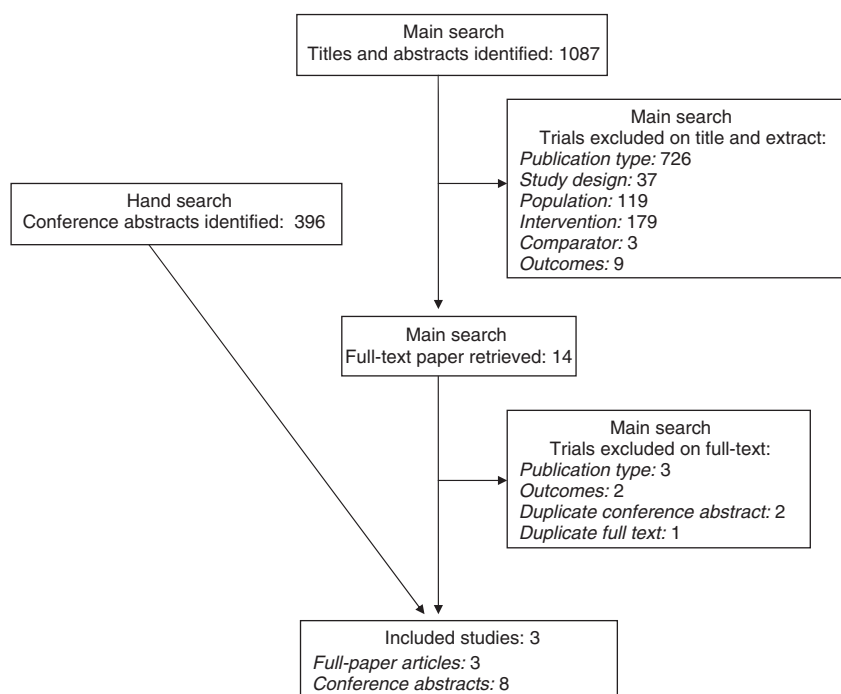 Main search
Titles and abstracts identified: 1087
Main search
Trials excluded on title and extract:
Publication type: 726
Study design: 37
Population: 119
Intervention: 179
Comparator: 3
Outcomes: 9
Hand search
Conference abstracts identified: 396
Main search
Full-text paper retrieved: 14
Main search
Trials excluded on full-text:
Publication type: 3
Outcomes: 2
Duplicate conference abstract: 2
Duplicate full text: 1
Included studies: 3
Full-paper articles: 3
Conference abstracts: 8